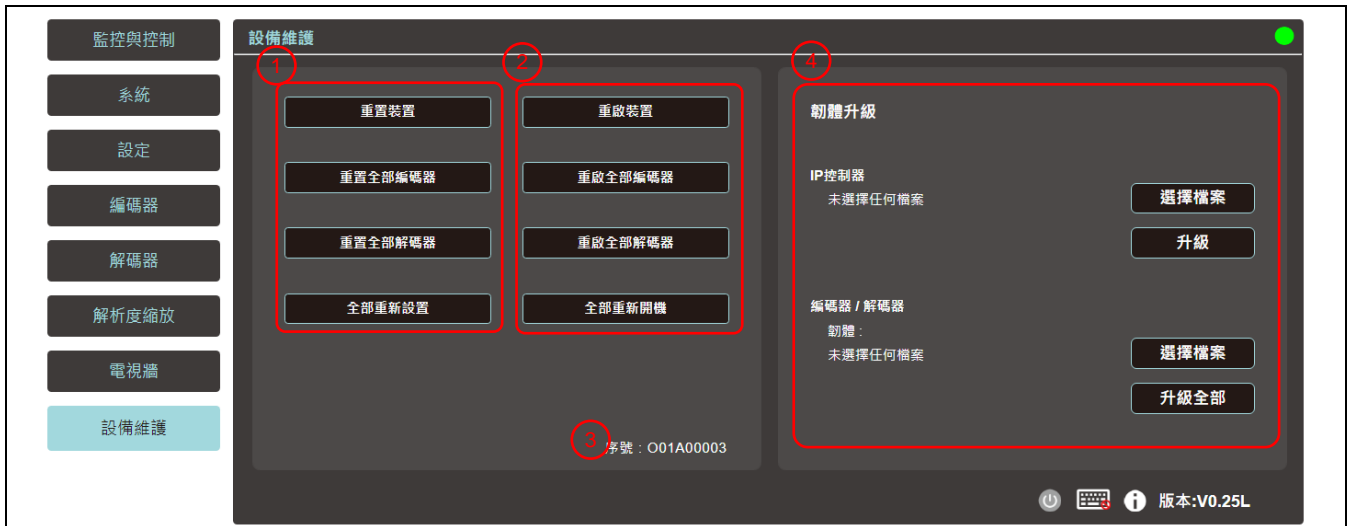 監控與控制
系統
設定
編碼器
解碼器
解析度縮放
電視牆
設備維護
設備維護
1
2
重置裝置
重啟裝置
重置全部編碼器
重啟全部編碼器
重置全部解碼器
重啟全部解碼器
全部重新設置
全部重新開機
3
序號 : O01A00003
4
韌體升級
IP控制器
未選擇任何檔案
選擇檔案
升級
編碼器 / 解碼器
韌體 :
未選擇任何檔案
選擇檔案
升級全部
版本:V0.25L